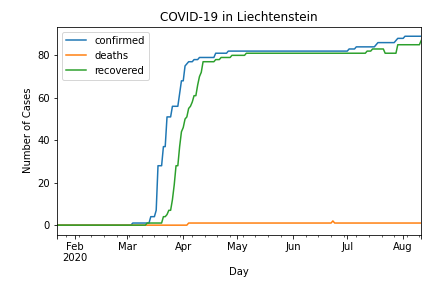 COVID-19 in Liechtenstein
confirmed
deaths
recovered
80
60
40
20
0
Number of Cases
Feb Mar Apr May Jun Jul Aug
2020
Day